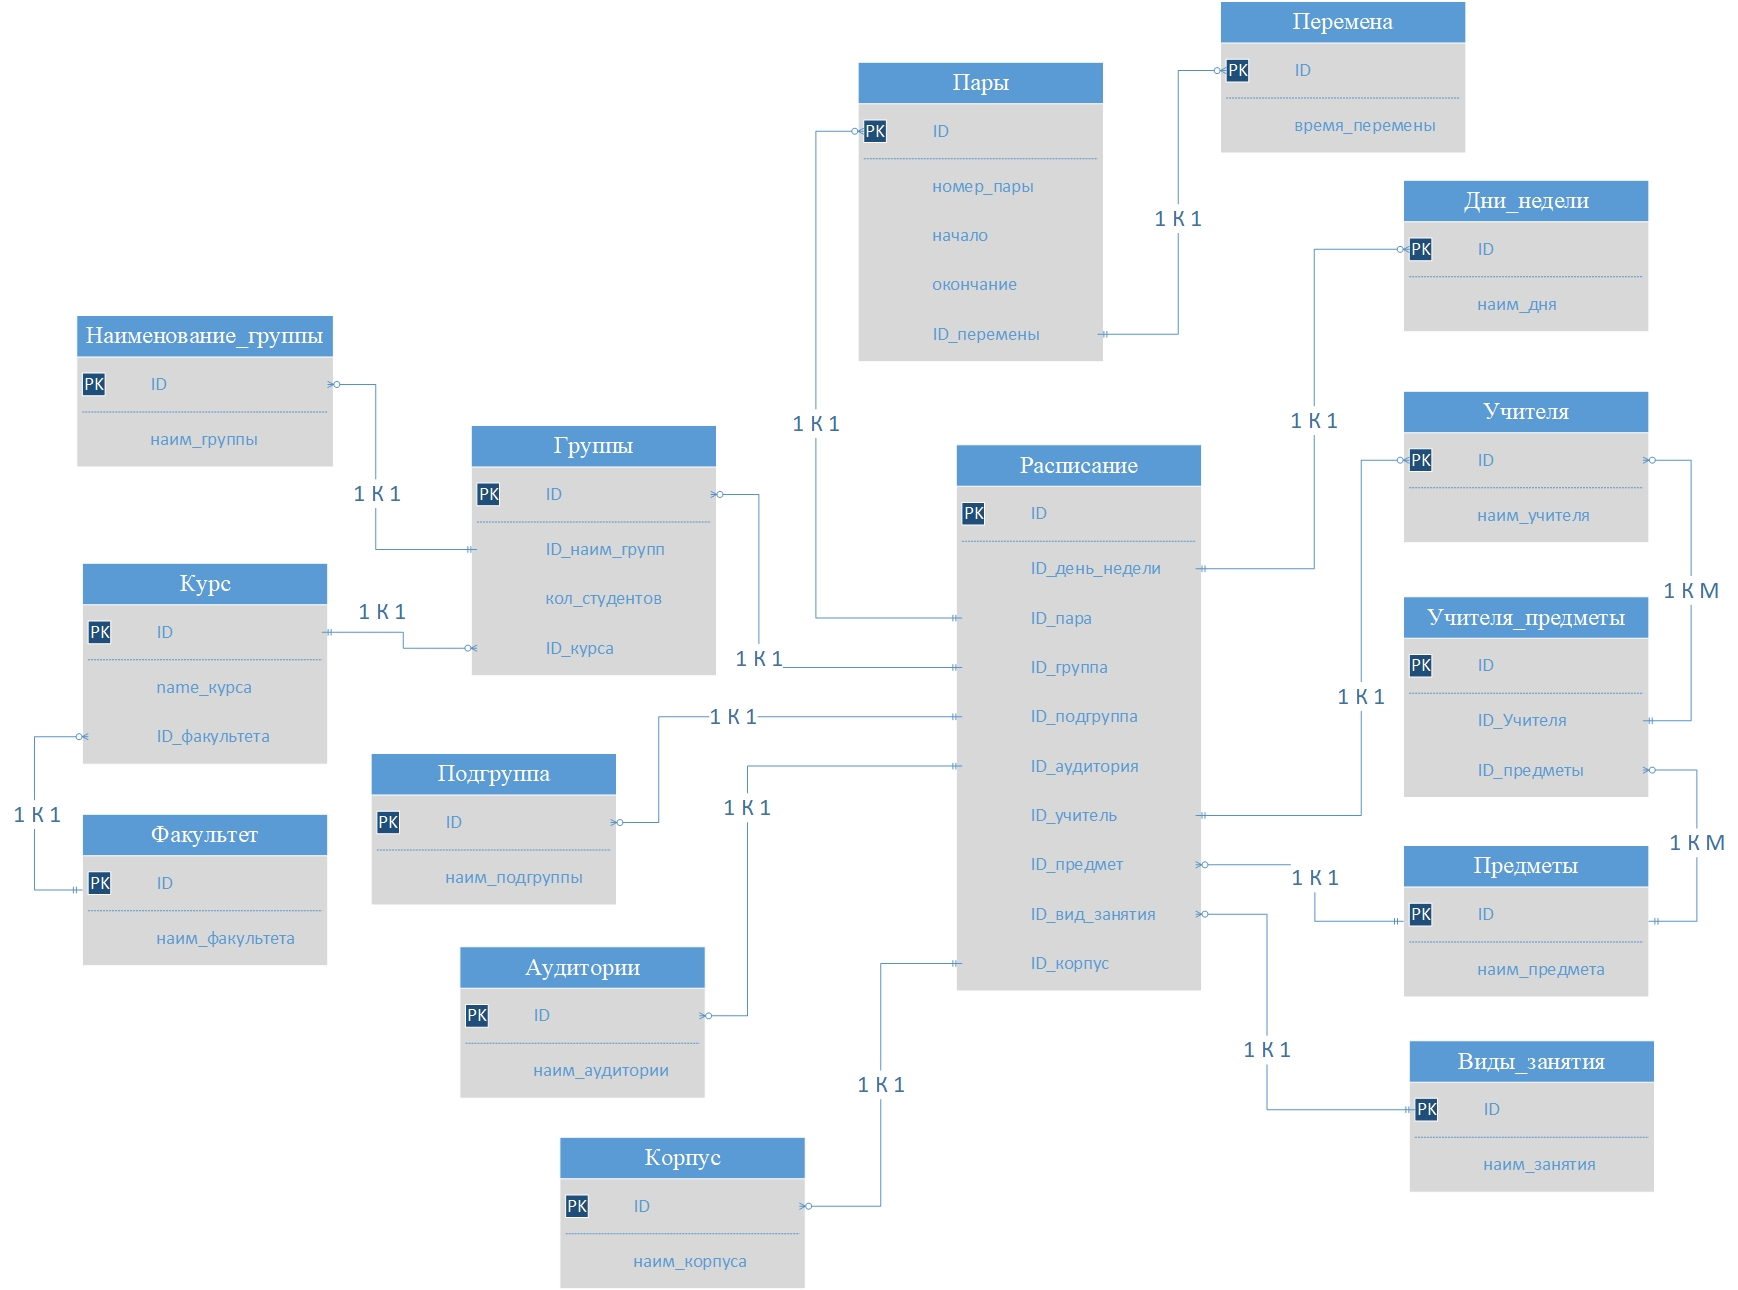 Перемена
PK ID
время_перемены
Пары
PK ID
номер_пары
начало
окончание
ID_перемены
1 К 1
Дни_недели
PK ID
наим_дня
Наименование_группы
PK ID
наим_группы
1 К 1
Группы
PK ID
ID_наим_групп
кол_студентов
ID_курса
1 К 1
1 К 1
Учителя
PK ID
наим_учителя
1 К М
Расписание
PK ID
ID_день_недели
ID_пара
ID_группа
ID_подгруппа
ID_аудитория
ID_учитель
ID_предмет
ID_вид_занятия
ID_корпус
Курс
PK ID
name_курса
ID_факультета
1 К 1
1 К 1
1 К 1
1 К 1
Учителя_предметы
PK ID
ID_Учителя
ID_предметы
1 К М
Подгруппа
PK ID
наим_подгруппы
1 К 1
1 К 1
Факультет
PK ID
наим_факультета
Предметы
PK ID
наим_предмета
1 К 1
Аудитории
PK ID
наим_аудитории
1 К 1
1 К 1
Виды_занятия
PK ID
наим_занятия
Корпус
PK ID
наим_корпуса